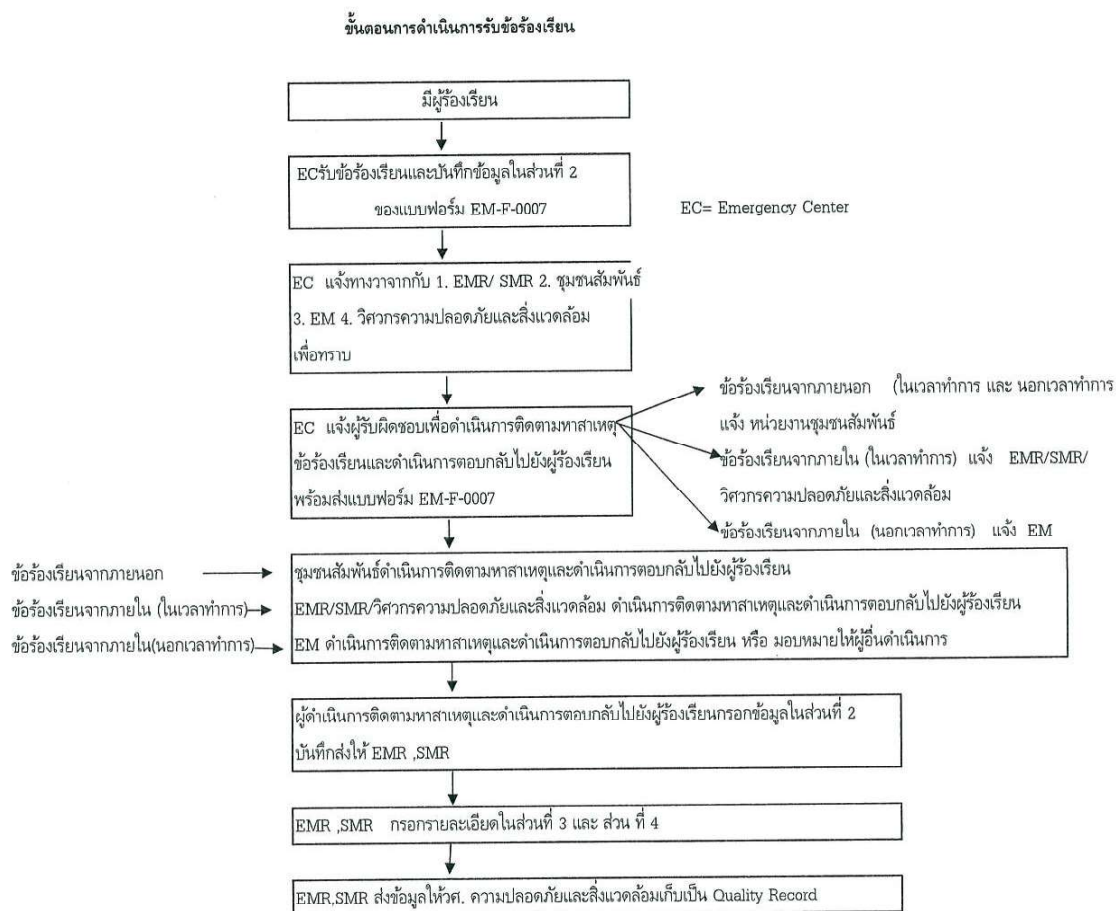 ขั้นตอนการดำเนินการรับข้อร้องเรียน
มีผู้ร้องเรียน
ECรับข้อร้องเรียนและบันทึกข้อมูลในส่วนที่ 2
ของแบบฟอร์ม EM-F-0007
EC= Emergency Center
EC แจ้งทางวาจากกับ 1. EMR/ SMR 2. ชุมชนสัมพันธ์
3. EM 4. วิศวกรความปลอดภัยและสิ่งแวดล้อม
เพื่อทราบ
EC แจ้งผู้รับผิดชอบเพื่อดำเนินการติดตามหาสาเหตุ
ข้อร้องเรียนและดำเนินการตอบกลับไปยังผู้ร้องเรียน
พร้อมส่งแบบฟอร์ม EM-F-0007
ข้อร้องเรียนจากภายนอก (ในเวลาทำการ และ นอกเวลาทำการ
แจ้ง หน่วยงานชุมชนสัมพันธ์
ข้อร้องเรียนจากภายใน (ในเวลาทำการ) แจ้ง EMR/SMR/
วิศวกรความปลอดภัยและสิ่งแวดล้อม
ข้อร้องเรียนจากภายใน (นอกเวลาทำการ) แจ้ง EM
ข้อร้องเรียนจากภายนอก
ข้อร้องเรียนจากภายใน (ในเวลาทำการ)
ข้อร้องเรียนจากภายใน(นอกเวลาทำการ)
ชุมชนสัมพันธ์ดำเนินการติดตามหาสาเหตุและดำเนินการตอบกลับไปยังผู้ร้องเรียน
EMR/SMR/วิศวกรความปลอดภัยและสิ่งแวดล้อม ดำเนินการติดตามหาสาเหตุและดำเนินการตอบกลับไปยังผู้ร้องเรียน
EM ดำเนินการติดตามหาสาเหตุและดำเนินการตอบกลับไปยังผู้ร้องเรียน หรือ มอบหมายให้ผู้อื่นดำเนินการ
ผู้ดำเนินการติดตามหาสาเหตุและดำเนินการตอบกลับไปยังผู้ร้องเรียนกรอกข้อมูลในส่วนที่ 2
บันทึกส่งให้ EMR ,SMR
EMR ,SMR กรอกรายละเอียดในส่วนที่ 3 และ ส่วน ที่ 4
EMR,SMR ส่งข้อมูลให้วศ. ความปลอดภัยและสิ่งแวดล้อมเก็บเป็น Quality Record